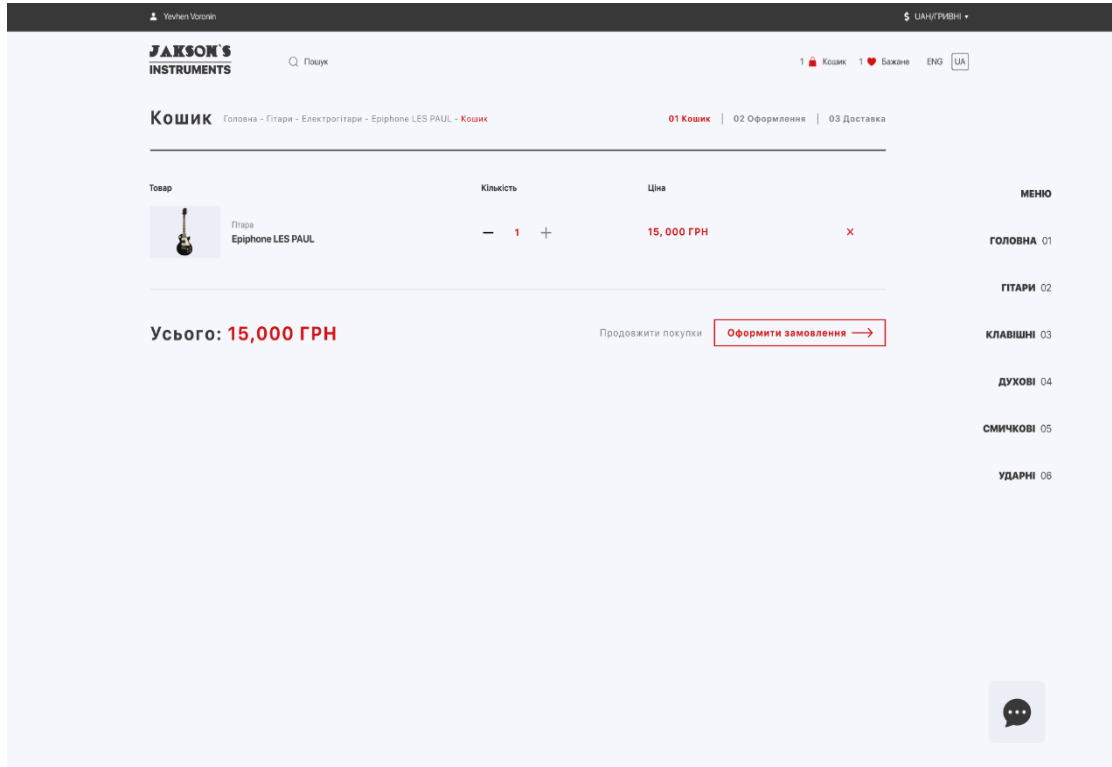 Yevhen Voronin
$ UAH/ГРИВНІ
JAKSON`S
INSTRUMENTS
Пошук
1 Кошик 1 Бажане ENG UA
Кошик Головна - Гітари - Електрогітари - Epiphone LES PAUL - Кошик
01 Кошик | 02 Оформлення | 03 Доставка
Товар Кількість Ціна
МЕНЮ
Гітара
Epiphone LES PAUL
1
15, 000 ГРН
ГОЛОВНА 01
ГІТАРИ 02
Усього: 15,000 ГРН
Продовжити покупки
Оформити замовлення
КЛАВІШНІ 03
ДУХОВІ 04
СМИЧКОВІ 05
УДАРНІ 06